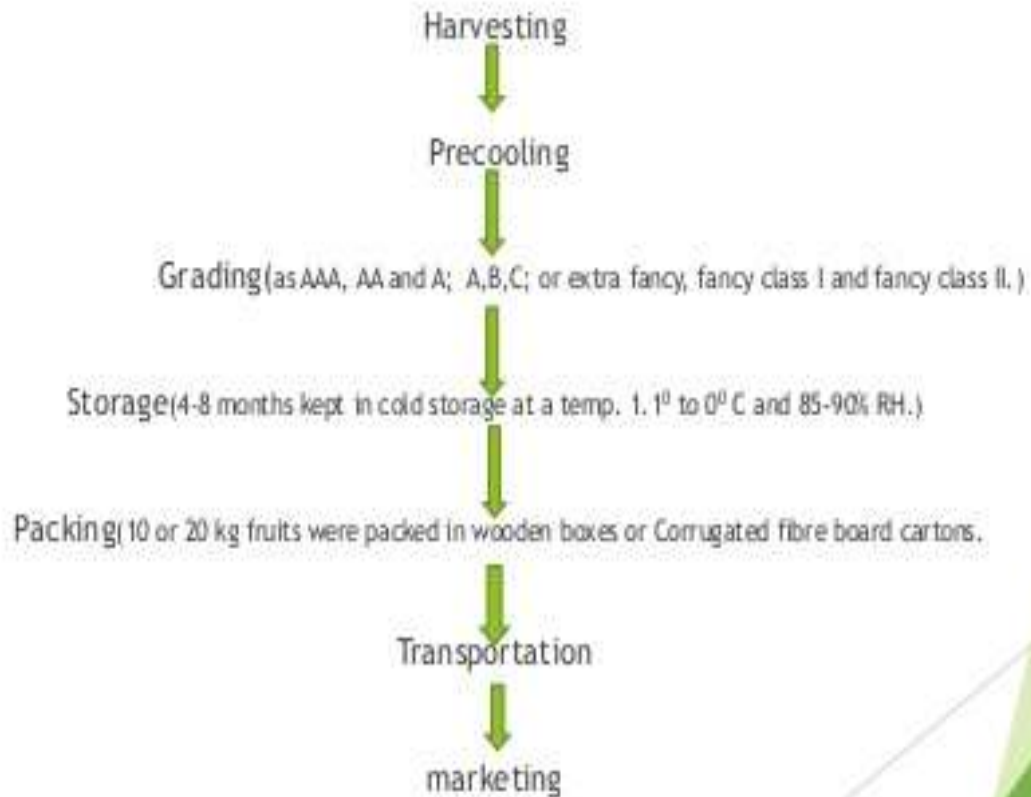 Harvesting
Precooling
Grading(as AAA, AA and A; A,B,C; or extra fancy, fancy class I and fancy class II. )
Storage(4-8 months kept in cold storage at a temp. 1.1⁰ to 0⁰ C and 85-90% RH.)
Packing( 10 or 20 kg fruits were packed in wooden boxes or Corrugated fibre board cartons.
Transportation
marketing